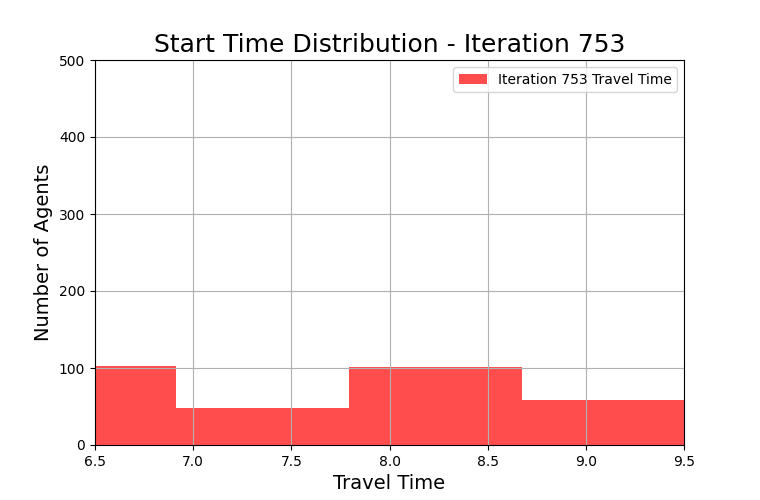 Start Time Distribution - Iteration 753
Iteration 753 Travel Time
Number of Agents
500
400
300
200
100
0
6.5 7.0 7.5 8.0 8.5 9.0 9.5
Travel Time